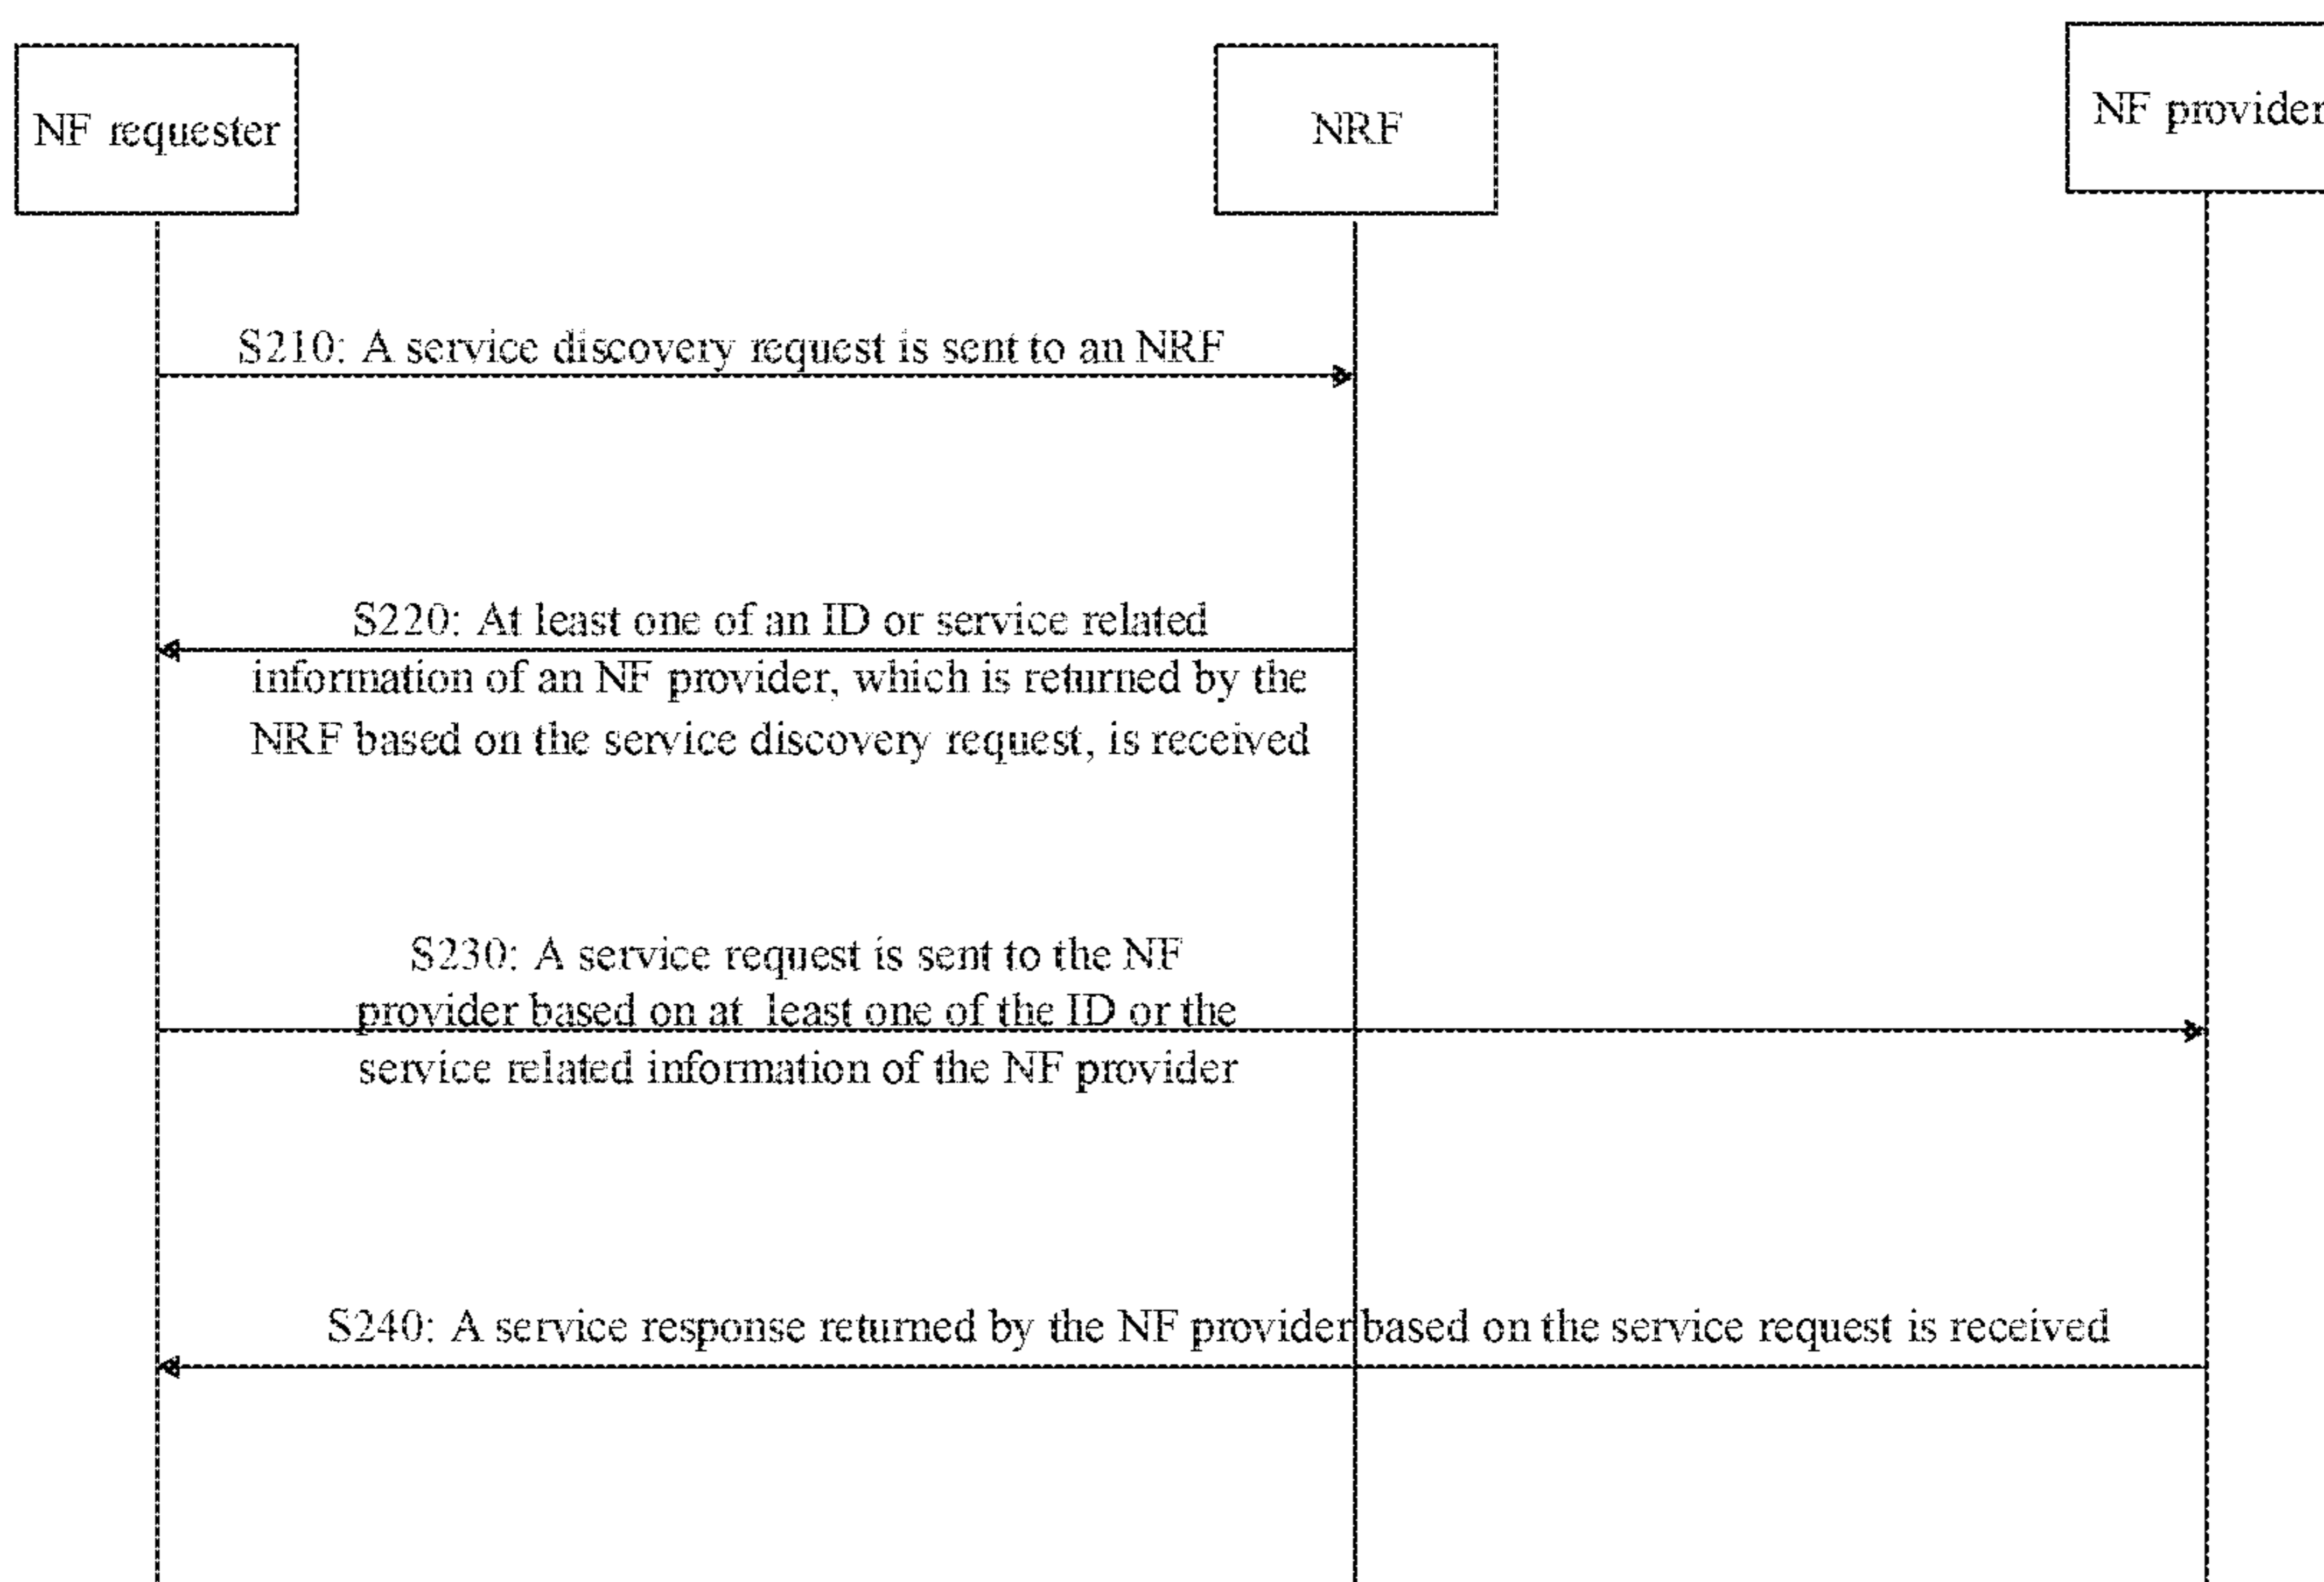 NF requester
NRF
NF provider
S210: A service discovery request is sent to an NRF
S220: At least one of an ID or service related
information of an NF provider, which is returned by the
NRF based on the service discovery request, is received
S230: A service request is sent to the NF
provider based on at least one of the ID or the
service related information of the NF provider
S240: A service response returned by the NF provider based on the service request is received